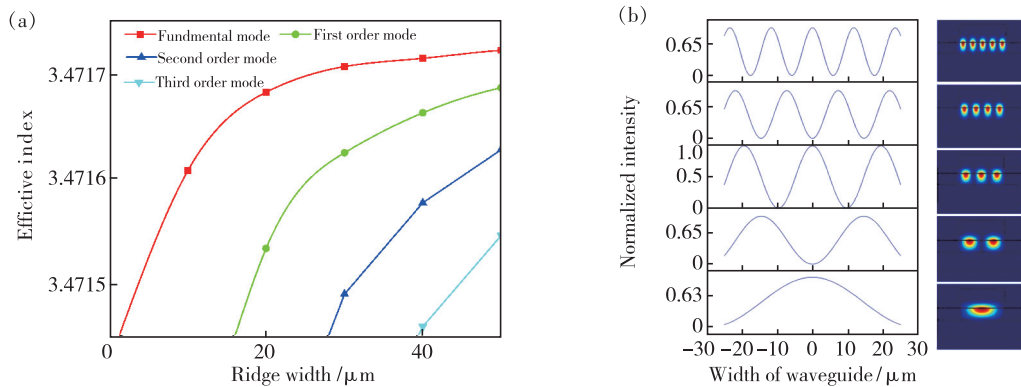 (a)
Fundmental mode
First order mode
Second order mode
Third order mode
3.4717
3.4716
3.4715
Effictive index
0
20
40
Ridge width /μm
(b)
0.65
0
0.65
0
1.0
0.5
0
0.65
0
0.63
0
Normalized intensity
−30
−20
−10
0
10
20
30
Width of waveguide/μm